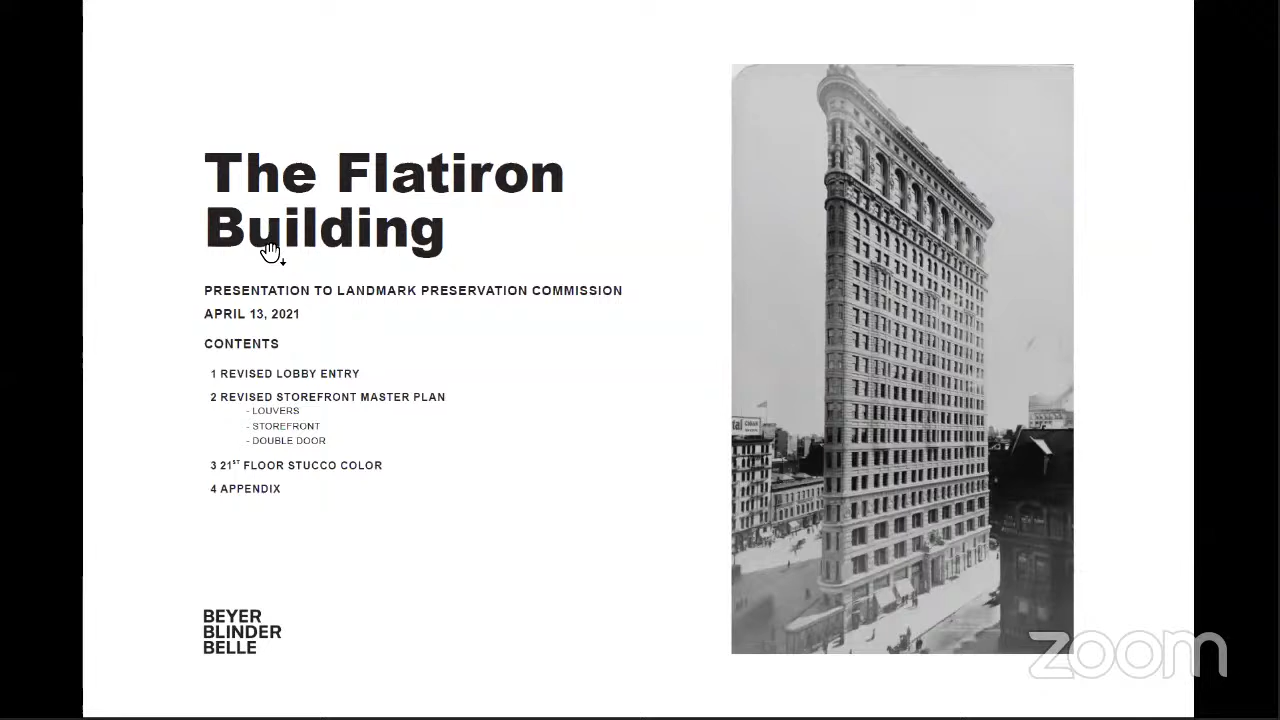 The Flatiron
Building
PRESENTATION TO LANDMARK PRESERVATION COMMISSION
APRIL 13, 2021
CONTENTS
1 REVISED LOBBY ENTRY
2 REVISED STOREFRONT MASTER PLAN
- LOUVERS
- STOREFRONT
- DOUBLE DOOR
3 21ST FLOOR STUCCO COLOR
4 APPENDIX
BEYER
BLINDER
BELLE
zoom